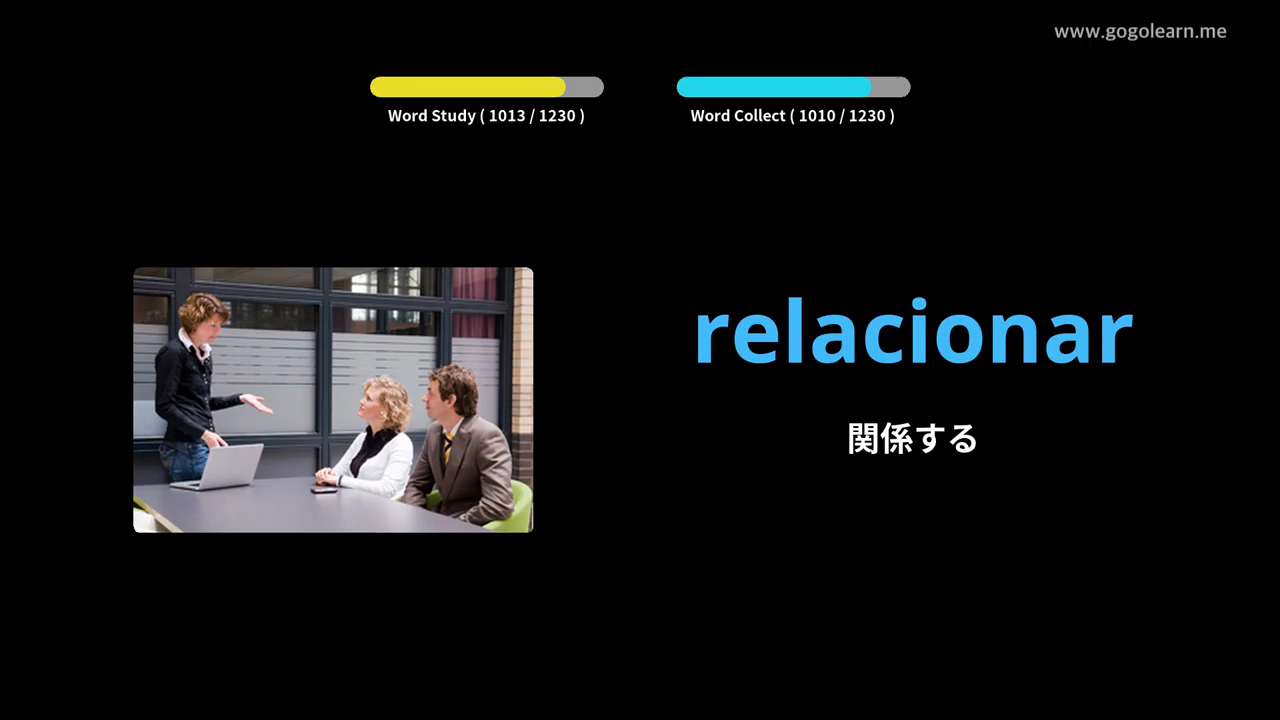 www.gogolearn.me
Word Study ( 1013 / 1230 )
Word Collect ( 1010 / 1230 )
relacionar
関係する